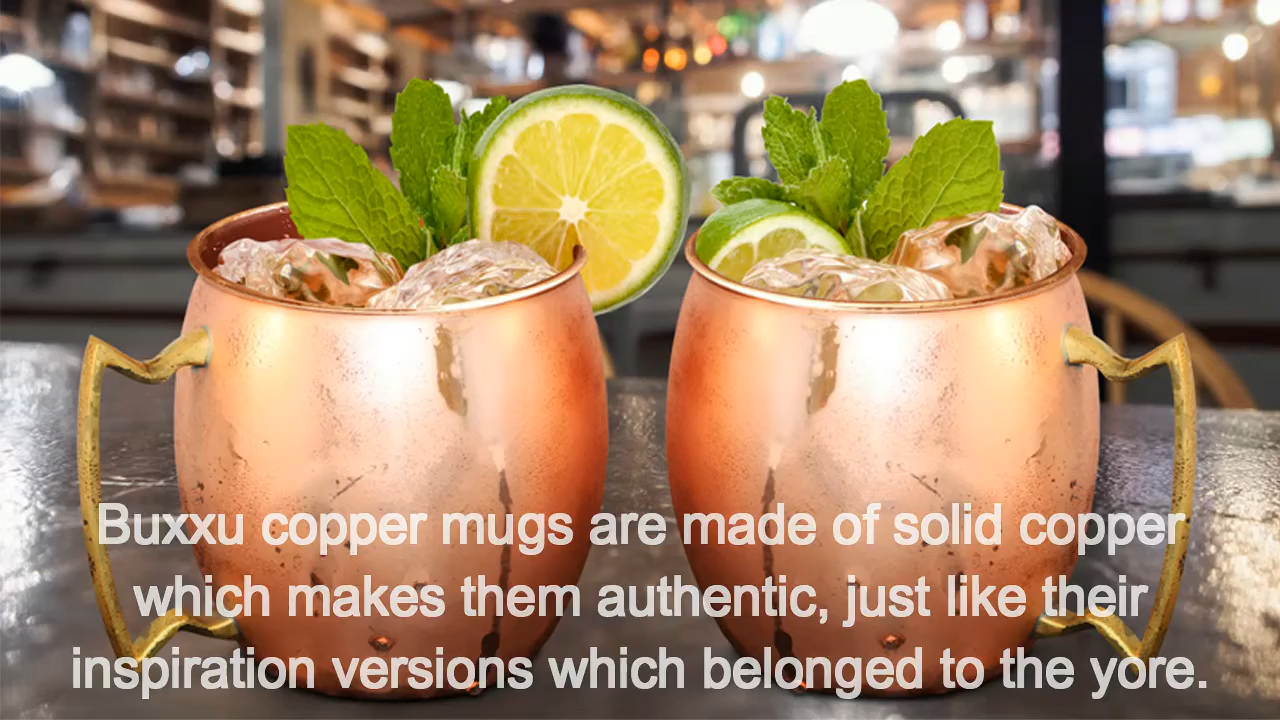 Buxxu copper mugs are made of solid copper
which makes them authentic, just like their
inspiration versions which belonged to the yore.